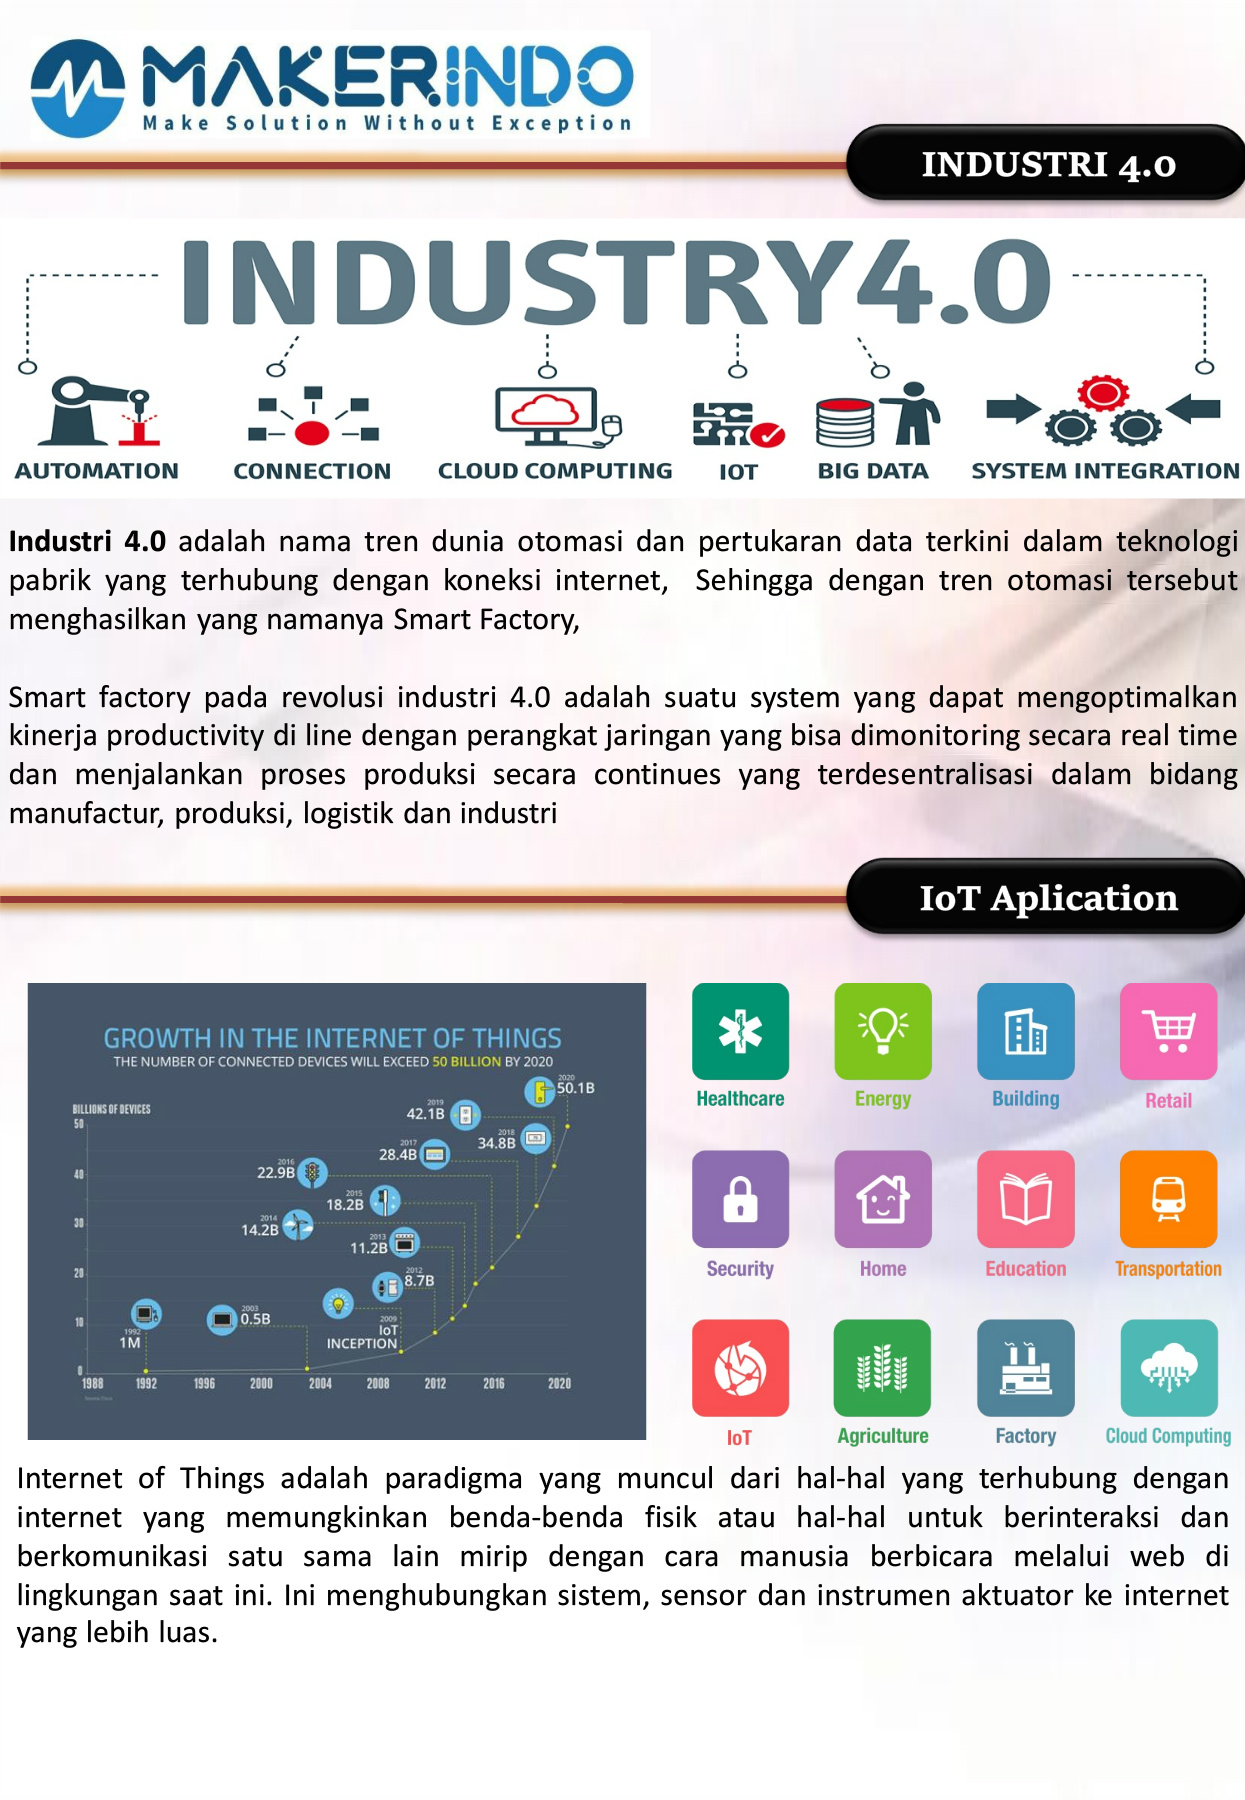 MAKERINDO
Make Solution Without Exception
INDUSTRI 4.0
INDUSTRY4.0
AUTOMATION
CONNECTION
CLOUD COMPUTING
IOT
BIG DATA
SYSTEM INTEGRATION
Industri 4.0 adalah nama tren dunia otomasi dan pertukaran data terkini dalam teknologi
pabrik yang terhubung dengan koneksi internet, Sehingga dengan tren otomasi tersebut
menghasilkan yang namanya Smart Factory,
Smart factory pada revolusi industri 4.0 adalah suatu system yang dapat mengoptimalkan
kinerja productivity di line dengan perangkat jaringan yang bisa dimonitoring secara real time
dan menjalankan proses produksi secara continues yang terdesentralisasi dalam bidang
manufactur, produksi, logistik dan industri
IoT Aplication
GROWTH IN THE INTERNET OF THINGS
THE NUMBER OF CONNECTED DEVICES WILL EXCEED 50 BILLION BY 2020
BILLIONS OF DEVICES
50
40
30
20
10
0
1988 1992 1996 2000 2004 2008 2012 2016 2020
1992
1M
2003
0.5B
2009
IoT
INCEPTION
2012
8.7B
2013
11.2B
2014
14.2B
2015
18.2B
2016
22.9B
2017
28.4B
2018
34.8B
2019
42.1B
2020
50.1B
Healthcare
Energy
Building
Retail
Security
Home
Education
Transportation
IoT
Agriculture
Factory
Cloud Computing
Internet of Things adalah paradigma yang muncul dari hal-hal yang terhubung dengan
internet yang memungkinkan benda-benda fisik atau hal-hal untuk berinteraksi dan
berkomunikasi satu sama lain mirip dengan cara manusia berbicara melalui web di
lingkungan saat ini. Ini menghubungkan sistem, sensor dan instrumen aktuator ke internet
yang lebih luas.